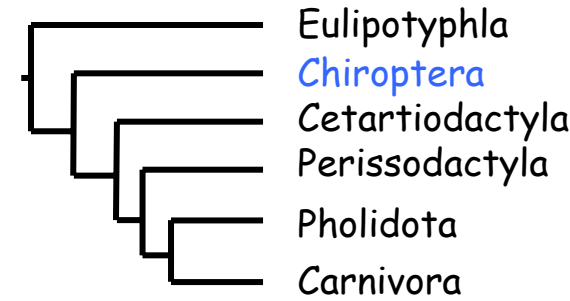 Eulipotyphla
Chiroptera
Cetartiodactyla
Perissodactyla
Pholidota
Carnivora